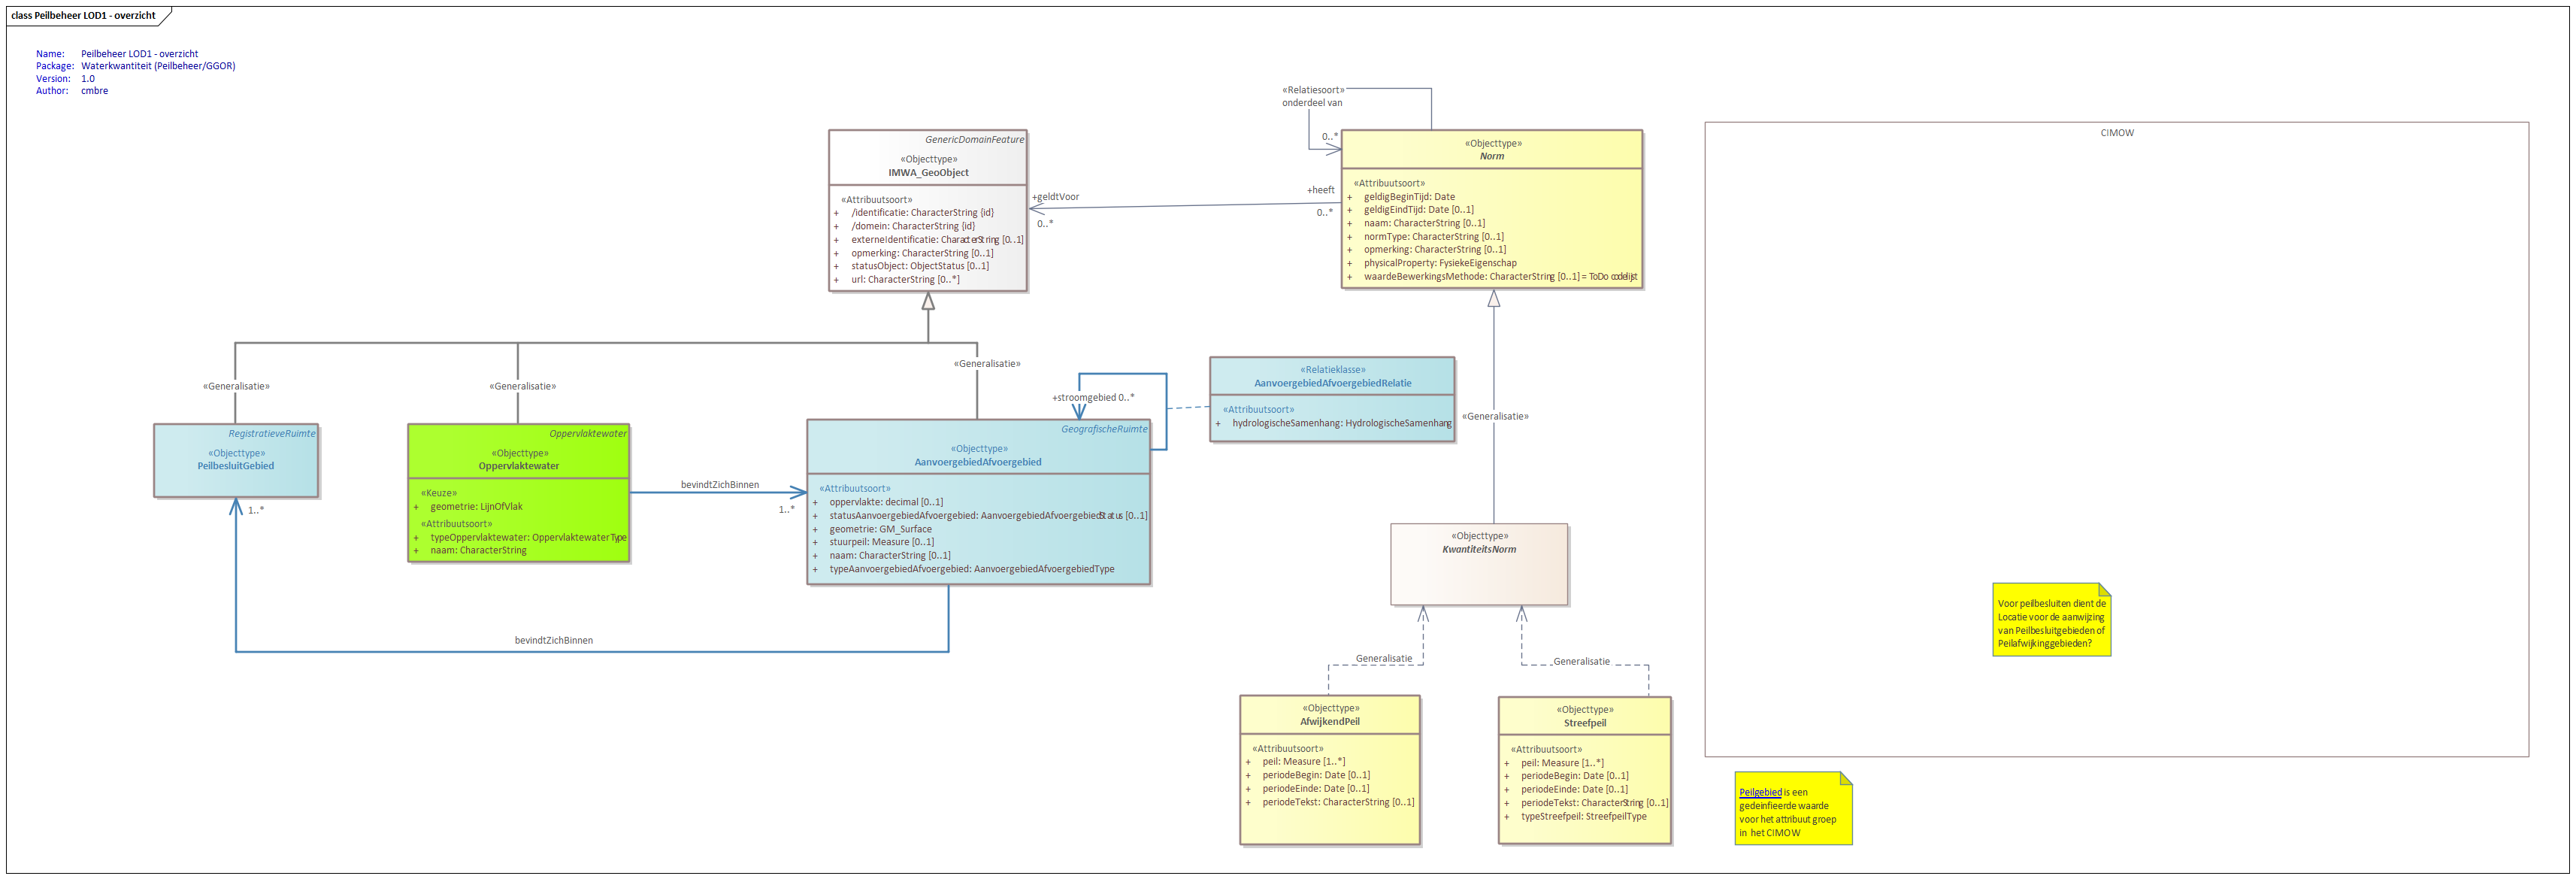 class Peilbeheer LOD1 - overzicht
Name: Peilbeheer LOD1 - overzicht
Package: Waterkwantiteit (Peilbeheer/GGOR)
Version: 1.0
Author: cmbre
«Relatiesoort»
onderdeel van
0..*
GenericDomainFeature
«Objecttype»
IMWA_GeoObject
«Attribuutsoort»
+ /identificatie: CharacterString {id}
+ /domein: CharacterString {id}
+ externeIdentificatie: CharacterString [0..1]
+ opmerking: CharacterString [0..1]
+ statusObject: ObjectStatus [0..1]
+ url: CharacterString [0..*]
+geldtVoor
0..*
+heeft
0..*
«Objecttype»
Norm
«Attribuutsoort»
+ geldigBeginTijd: Date
+ geldigEindTijd: Date [0..1]
+ naam: CharacterString [0..1]
+ normType: CharacterString [0..1]
+ opmerking: CharacterString [0..1]
+ physicalProperty: FysiekeEigenschap
+ waardeBewerkingsMethode: CharacterString [0..1] = ToDo codelijst
CIMOW
«Generalisatie»
«Generalisatie»
«Generalisatie»
RegistratieveRuimte
«Objecttype»
PeilbesluitGebied
1..*
Oppervlaktewater
«Objecttype»
Oppervlaktewater
«Keuze»
+ geometrie: LijnOfVlak
«Attribuutsoort»
+ typeOppervlaktewater: OppervlaktewaterType
+ naam: CharacterString
bevindtZichBinnen
1..*
+stroomgebied 0..*
GeografischeRuimte
«Objecttype»
AanvoergebiedAfvoergebied
«Attribuutsoort»
+ oppervlakte: decimal [0..1]
+ statusAanvoergebiedAfvoergebied: AanvoergebiedAfvoergebiedStatus [0..1]
+ geometrie: GM_Surface
+ stuurpeil: Measure [0..1]
+ naam: CharacterString [0..1]
+ typeAanvoergebiedAfvoergebied: AanvoergebiedAfvoergebiedType
«Relatieklasse»
AanvoergebiedAfvoergebiedRelatie
«Attribuutsoort»
+ hydrologischeSamenhang: HydrologischeSamenhang
«Generalisatie»
«Objecttype»
KwantiteitsNorm
bevindtZichBinnen
Generalisatie
Generalisatie
«Objecttype»
AfwijkendPeil
«Attribuutsoort»
+ peil: Measure [1..*]
+ periodeBegin: Date [0..1]
+ periodeEinde: Date [0..1]
+ periodeTekst: CharacterString [0..1]
«Objecttype»
Streefpeil
«Attribuutsoort»
+ peil: Measure [1..*]
+ periodeBegin: Date [0..1]
+ periodeEinde: Date [0..1]
+ periodeTekst: CharacterString [0..1]
+ typeStreefpeil: StreefpeilType
Voor peilbesluiten dient de
Locatie voor de aanwijzing
van Peilbesluitgebieden of
Peilafwijkinggebieden?
Peilgebied is een
gedeinfieerde waarde
voor het attribuut groep
in het CIMOW